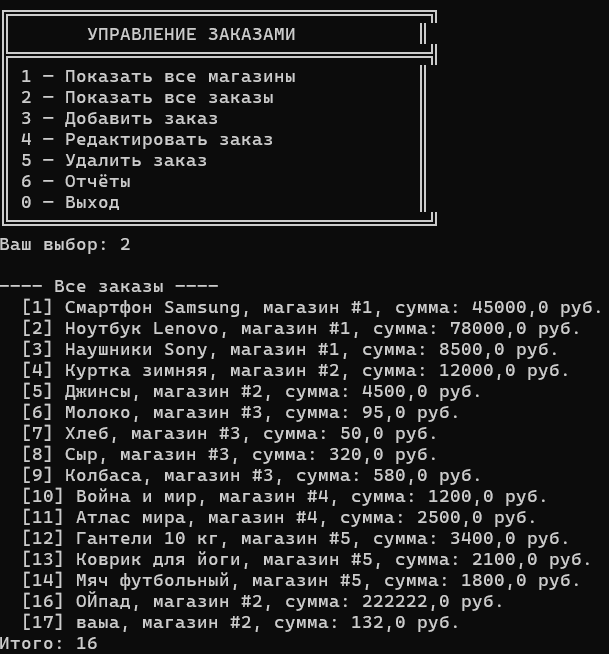 УПРАВЛЕНИЕ ЗАКАЗАМИ
1 — Показать все магазины
2 — Показать все заказы
3 — Добавить заказ
4 — Редактировать заказ
5 — Удалить заказ
6 — Отчёты
0 — Выход
Ваш выбор: 2
---- Все заказы ----
[1] Смартфон Samsung, магазин #1, сумма: 45000,0 руб.
[2] Ноутбук Lenovo, магазин #1, сумма: 78000,0 руб.
[3] Наушники Sony, магазин #1, сумма: 8500,0 руб.
[4] Куртка зимняя, магазин #2, сумма: 12000,0 руб.
[5] Джинсы, магазин #2, сумма: 4500,0 руб.
[6] Молоко, магазин #3, сумма: 95,0 руб.
[7] Хлеб, магазин #3, сумма: 50,0 руб.
[8] Сыр, магазин #3, сумма: 320,0 руб.
[9] Колбаса, магазин #3, сумма: 580,0 руб.
[10] Война и мир, магазин #4, сумма: 1200,0 руб.
[11] Атлас мира, магазин #4, сумма: 2500,0 руб.
[12] Гантели 10 кг, магазин #5, сумма: 3400,0 руб.
[13] Коврик для йоги, магазин #5, сумма: 2100,0 руб.
[14] Мяч футбольный, магазин #5, сумма: 1800,0 руб.
[16] ОЙпад, магазин #2, сумма: 222222,0 руб.
[17] ваыа, магазин #2, сумма: 132,0 руб.
Итого: 16